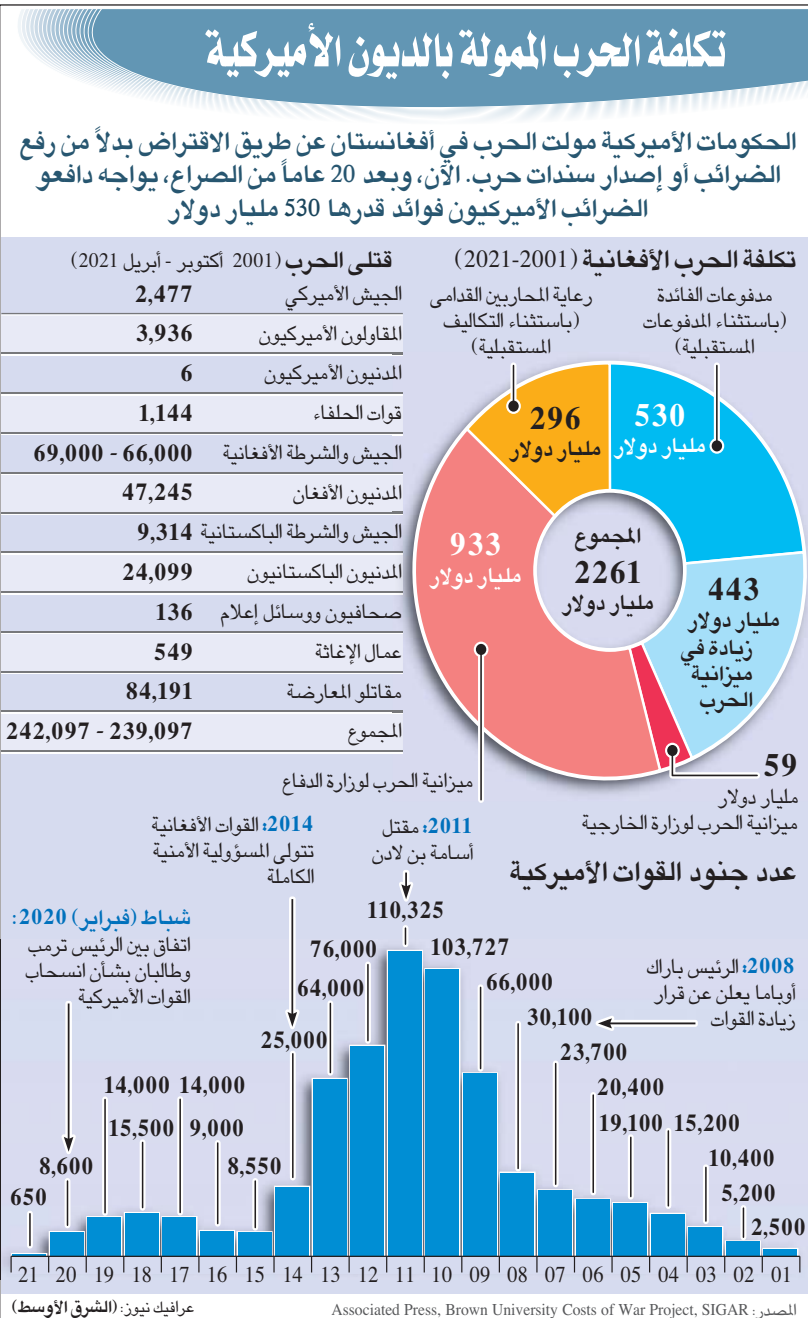 تكلفة الحرب الممولة بالديون الأميركية
الحكومات الأميركية مولت الحرب في أفغانستان عن طريق الاقتراض بدلاً من رفع
الضرائب أو إصدار سندات حرب. الآن، وبعد 20 عاماً من الصراع، يواجه دافعو
الضرائب الأميركيون فوائد قدرها 530 مليار دولار
تكلفة الحرب الأفغانية (2001-2021)
مدفوعات الفائدة
(باستثناء المدفوعات
المستقبلية)
رعاية المحاربين القدامى
(باستثناء التكاليف
المستقبلية)
530
مليار دولار
296
مليار دولار
933
مليار دولار
المجموع
2261
مليار دولار
443
مليار دولار
زيادة في
ميزانية
الحرب
59
مليار دولار
ميزانية الحرب لوزارة الخارجية
ميزانية الحرب لوزارة الدفاع
قتلى الحرب (2001 أكتوبر - أبريل 2021)
الجيش الأميركي 2,477
المقاولون الأميركيون 3,936
المدنيون الأميركيون 6
قوات الحلفاء 1,144
الجيش والشرطة الأفغانية 66,000 - 69,000
المدنيون الأفغان 47,245
الجيش والشرطة الباكستانية 9,314
المدنيون الباكستانيون 24,099
صحافيون ووسائل إعلام 136
عمال الإغاثة 549
مقاتلو المعارضة 84,191
المجموع 239,097 - 242,097
عدد جنود القوات الأميركية
2008: الرئيس باراك
أوباما يعلن عن قرار
زيادة القوات
2011: مقتل
أسامة بن لادن
2014: القوات الأفغانية
تتولى المسؤولية الأمنية
الكاملة
شباط (فبراير) 2020:
اتفاق بين الرئيس ترمب
وطالبان بشأن انسحاب
القوات الأميركية
2,500
5,200
10,400
15,200
19,100
20,400
23,700
30,100
66,000
103,727
110,325
76,000
64,000
25,000
8,550
9,000
14,000
15,500
14,000
8,600
650
01
02
03
04
05
06
07
08
09
10
11
12
13
14
15
16
17
18
19
20
21
المصدر: Associated Press, Brown University Costs of War Project, SIGAR
عرافيك نيوز: (الشرق الأوسط)